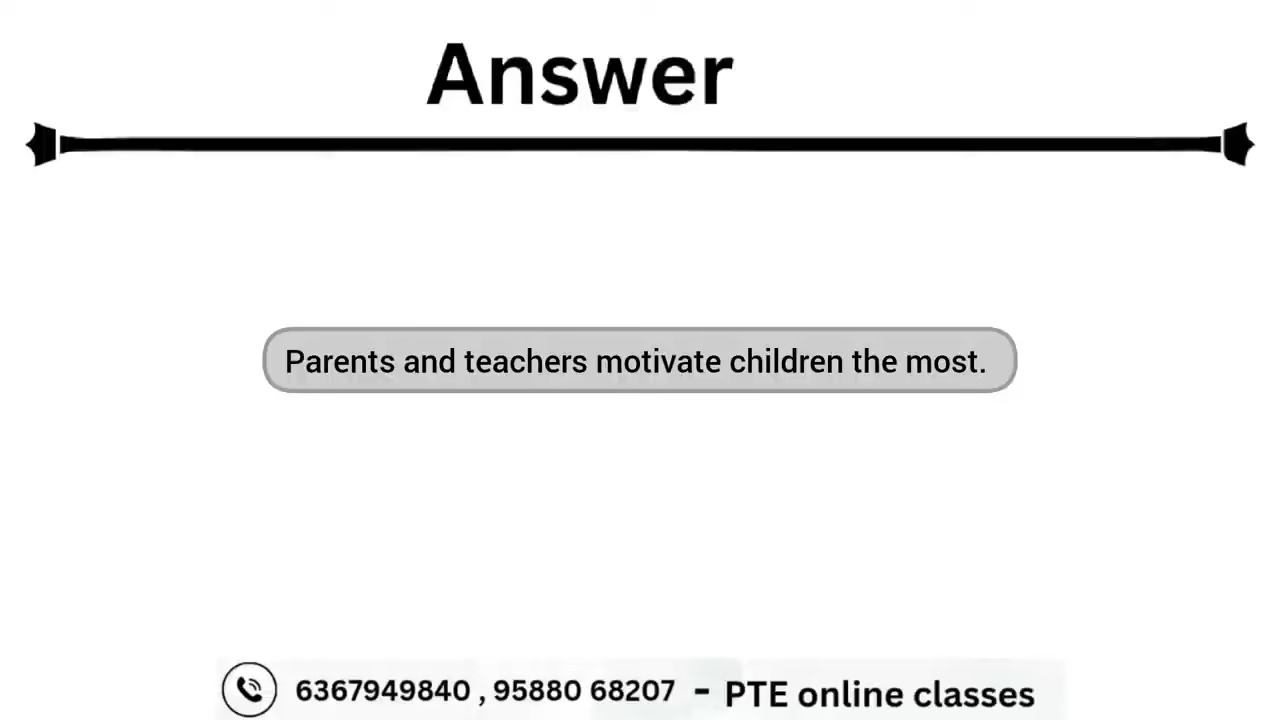 Answer
Parents and teachers motivate children the most.
6367949840 , 95880 68207 - PTE online classes